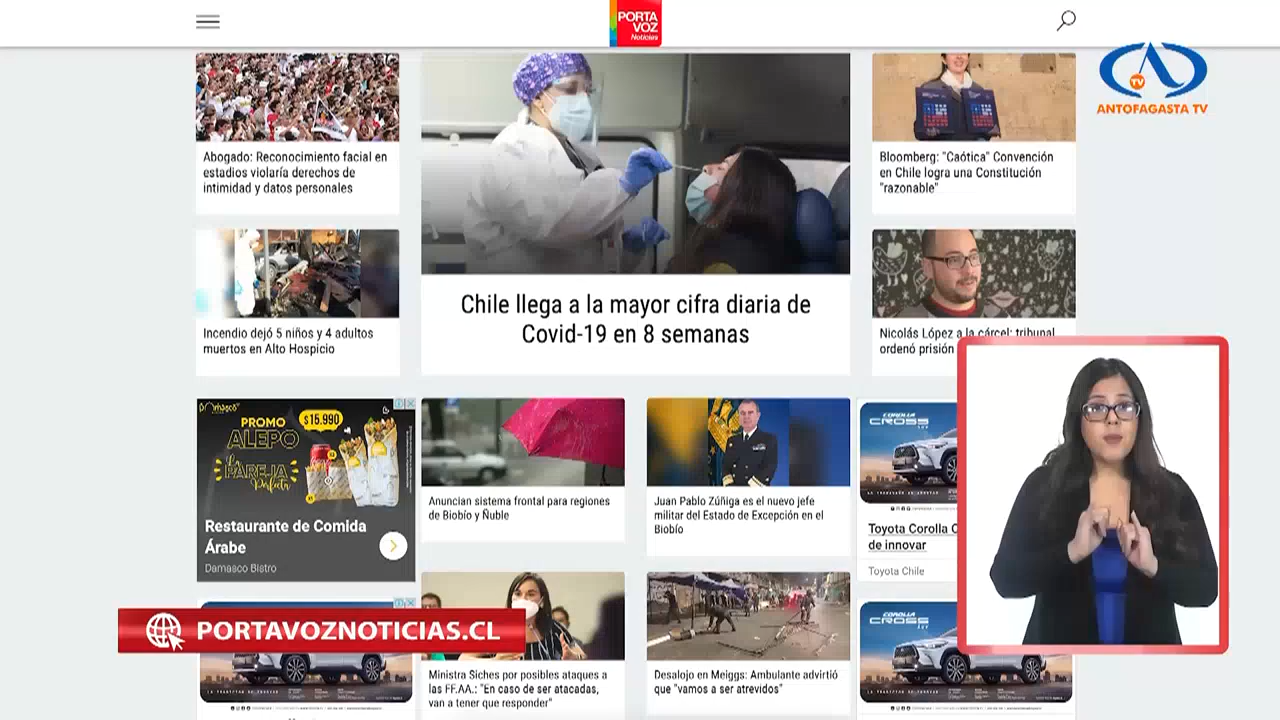 PORTA
VOZ
Noticias
TV
ANTOFAGASTA TV
Abogado: Reconocimiento facial en
estadios violaría derechos de
intimidad y datos personales
Chile llega a la mayor cifra diaria de
Covid-19 en 8 semanas
Bloomberg: "Caótica" Convención
en Chile logra una Constitución
"razonable"
Incendio dejó 5 niños y 4 adultos
muertos en Alto Hospicio
Nicolás López a la cárcel: tribunal
ordenó prisión
Damasco
PROMO
ALEPO
$15.990
la
PAREJA
Perfecta
Restaurante de Comida
Árabe
Damasco Bistro
Anuncian sistema frontal para regiones
de Biobío y Ñuble
Juan Pablo Zúñiga es el nuevo jefe
militar del Estado de Excepción en el
Biobío
COROLLA
CROSS
Toyota Corolla C
de innovar
Toyota Chile
PORTAVOZNOTICIAS.CL
Ministra Siches por posibles ataques a
las FF.AA.: "En caso de ser atacadas,
van a tener que responder"
Desalojo en Meiggs: Ambulante advirtió
que "vamos a ser atrevidos"
COROLLA
CROSS